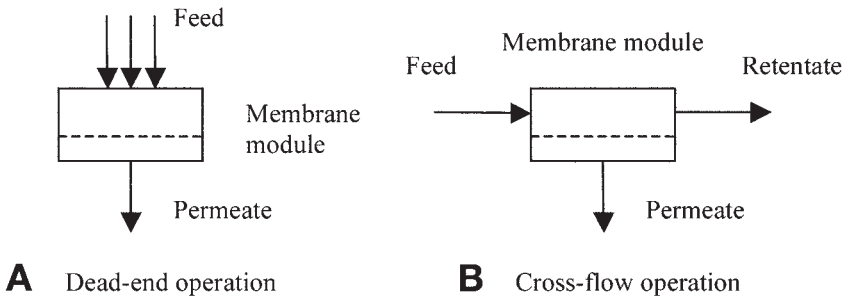 Feed
Membrane
module
Permeate
A Dead-end operation
Membrane module
Feed
Retentate
Permeate
B Cross-flow operation